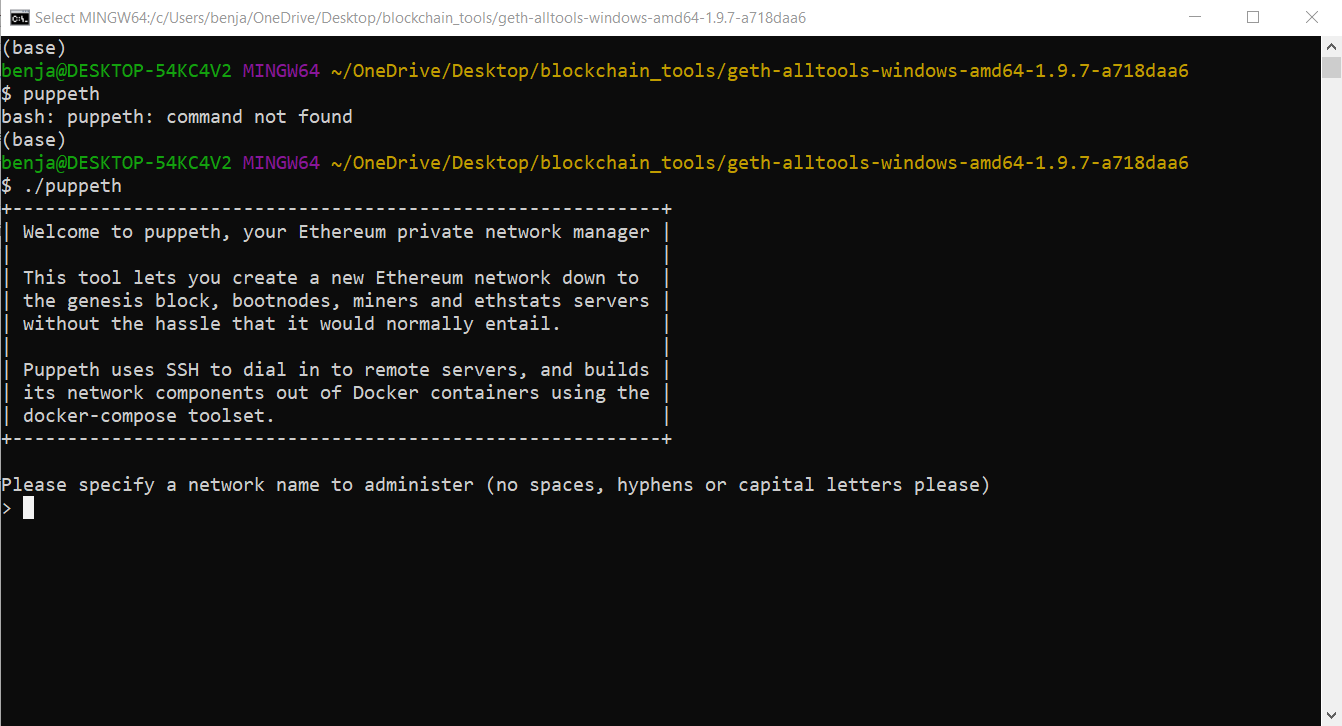 Select MINGW64:/c/Users/benja/OneDrive/Desktop/blockchain_tools/geth-alltools-windows-amd64-1.9.7-a718daa6
(base)
benja@DESKTOP-54KC4V2 MINGW64 ~/OneDrive/Desktop/blockchain_tools/geth-alltools-windows-amd64-1.9.7-a718daa6
$ puppeth
bash: puppeth: command not found
(base)
benja@DESKTOP-54KC4V2 MINGW64 ~/OneDrive/Desktop/blockchain_tools/geth-alltools-windows-amd64-1.9.7-a718daa6
$ ./puppeth
+-----------------------------------------------------------+
| Welcome to puppeth, your Ethereum private network manager |
|                                                           |
| This tool lets you create a new Ethereum network down to  |
| the genesis block, bootnodes, miners and ethstats servers |
| without the hassle that it would normally entail.         |
|                                                           |
| Puppeth uses SSH to dial in to remote servers, and builds |
| its network components out of Docker containers using the |
| docker-compose toolset.                                   |
+-----------------------------------------------------------+
Please specify a network name to administer (no spaces, hyphens or capital letters please)
>